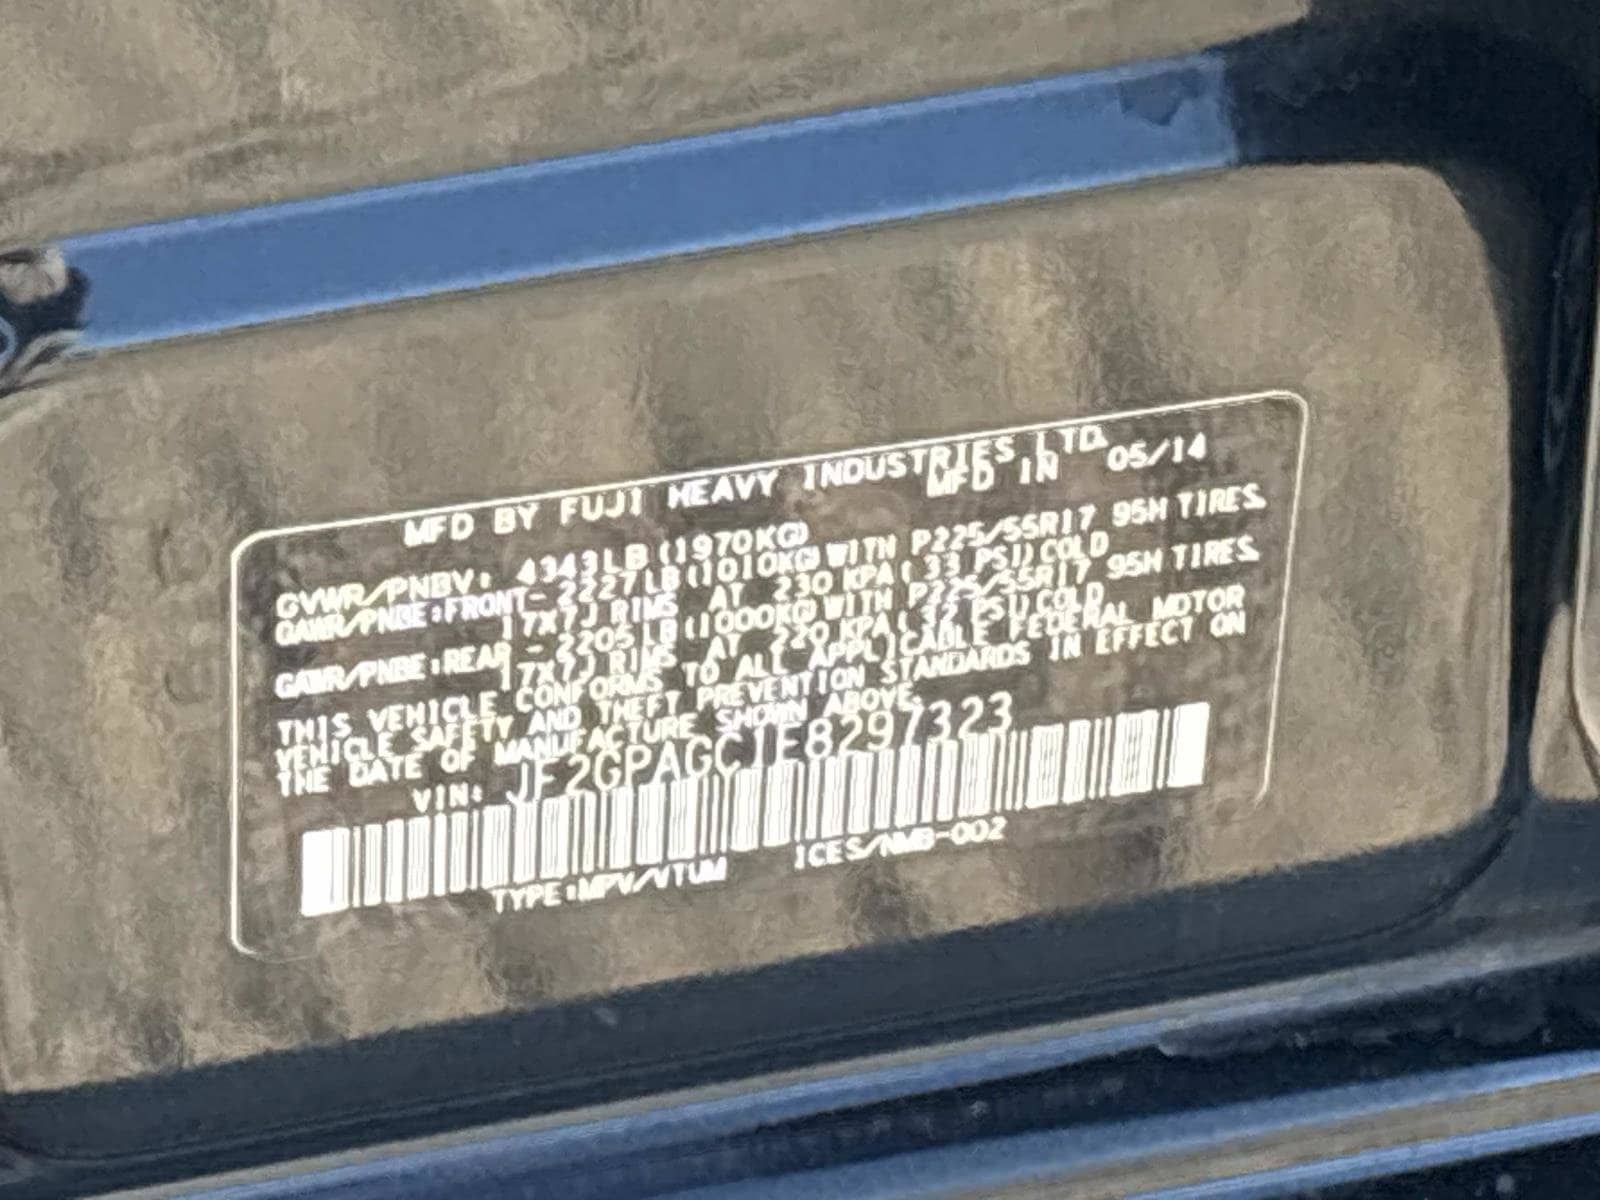 MFD BY FUJI HEAVY INDUSTRIES LTD.
MFD IN 05/14
GVWR/PNBV: 4343LB(1970KG)
GAWR/PNBE:FRONT- 2227LB(1010KG)WITH P225/55R17 95H TIRES.
17X7J RIMS AT 230 KPA( 33 PSI)COLD
GAWR/PNBE:REAR - 2205LB(1000KG)WITH P225/55R17 95H TIRES.
17X7J RIMS AT 220 KPA( 32 PSI)COLD
THIS VEHICLE CONFORMS TO ALL APPLICABLE FEDERAL MOTOR
VEHICLE SAFETY AND THEFT PREVENTION STANDARDS IN EFFECT ON
THE DATE OF MANUFACTURE SHOWN ABOVE.
VIN: JF2GPAGC1E8297323
TYPE:MPV/VTUM ICES/NMB-002